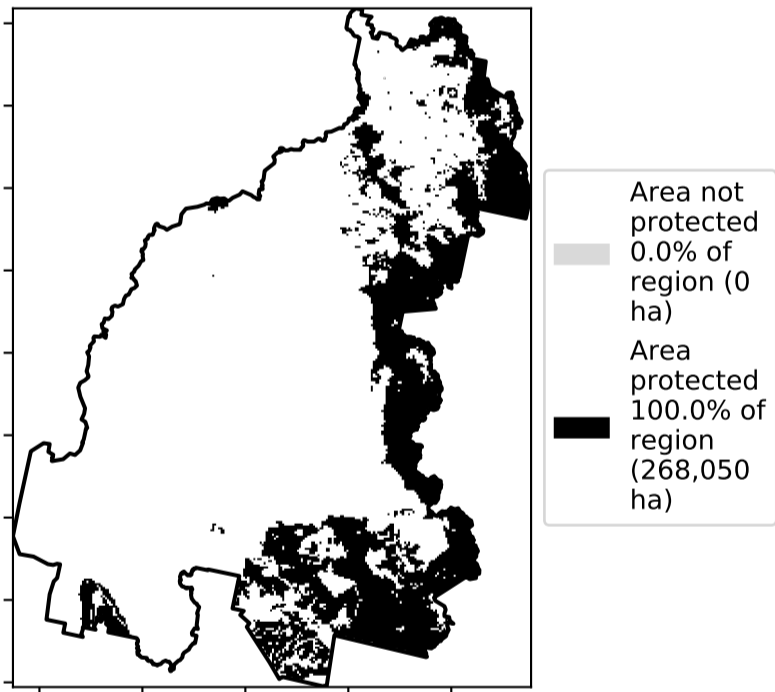 Area not
protected
0.0% of
region (0
ha)
Area
protected
100.0% of
region
(268,050
ha)